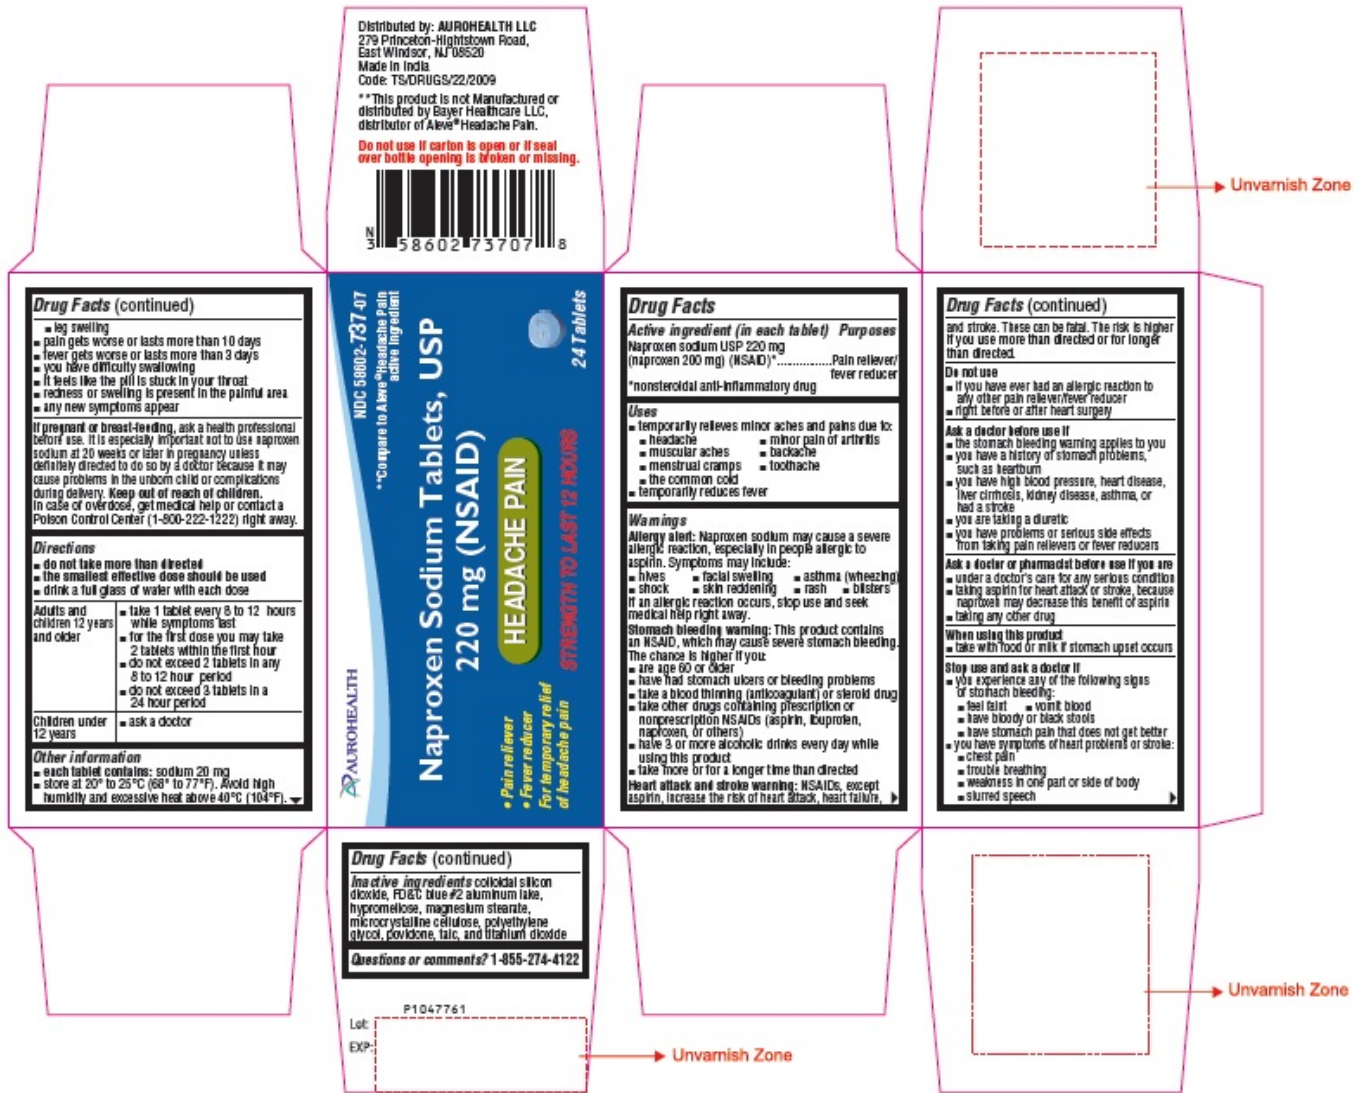 Distributed by: AUROHEALTH LLC
279 Princeton-Hightstown Road,
East Windsor, NJ 08520
Made in India
Code: TS/DRUGS/22/2009
**This product is not Manufactured or
distributed by Bayer Healthcare LLC,
distributor of Aleve® Headache Pain.
Do not use if carton is open or if seal
over bottle opening is broken or missing.
N
3 58602 73707 8
Unvarnish Zone
Drug Facts (continued)
■ leg swelling
■ pain gets worse or lasts more than 10 days
■ fever gets worse or lasts more than 3 days
■ you have difficulty swallowing
■ it feels like the pill is stuck in your throat
■ redness or swelling is present in the painful area
■ any new symptoms appear
If pregnant or breast-feeding, ask a health professional
before use. It is especially important not to use naproxen
sodium at 20 weeks or later in pregnancy unless
definitely directed to do so by a doctor because it may
cause problems in the unborn child or complications
during delivery. Keep out of reach of children.
In case of overdose, get medical help or contact a
Poison Control Center (1-800-222-1222) right away.
Directions
■ do not take more than directed
■ the smallest effective dose should be used
■ drink a full glass of water with each dose
Adults and
children 12 years
and older
■ take 1 tablet every 8 to 12 hours
while symptoms last
■ for the first dose you may take
2 tablets within the first hour
■ do not exceed 2 tablets in any
8 to 12 hour period
■ do not exceed 3 tablets in a
24 hour period
Children under
12 years
■ ask a doctor
Other information
■ each tablet contains: sodium 20 mg
■ store at 20° to 25°C (68° to 77°F). Avoid high
humidity and excessive heat above 40°C (104°F).
NDC 58602-737-07
**Compare to Aleve® Headache Pain
active ingredient
AUROHEALTH
Naproxen Sodium Tablets, USP
220 mg (NSAID)
HEADACHE PAIN
STRENGTH TO LAST 12 HOURS
• Pain reliever
• Fever reducer
For temporary relief
of headache pain
24 Tablets
Drug Facts
Active ingredient (in each tablet) Purposes
Naproxen sodium USP 220 mg
(naproxen 200 mg) (NSAID)*..............Pain reliever/
fever reducer
*nonsteroidal anti-inflammatory drug
Uses
■ temporarily relieves minor aches and pains due to:
■ headache ■ minor pain of arthritis
■ muscular aches ■ backache
■ menstrual cramps ■ toothache
■ the common cold
■ temporarily reduces fever
Warnings
Allergy alert: Naproxen sodium may cause a severe
allergic reaction, especially in people allergic to
aspirin. Symptoms may include:
■ hives ■ facial swelling ■ asthma (wheezing)
■ shock ■ skin reddening ■ rash ■ blisters
If an allergic reaction occurs, stop use and seek
medical help right away.
Stomach bleeding warning: This product contains
an NSAID, which may cause severe stomach bleeding.
The chance is higher if you:
■ are age 60 or older
■ have had stomach ulcers or bleeding problems
■ take a blood thinning (anticoagulant) or steroid drug
■ take other drugs containing prescription or
nonprescription NSAIDs (aspirin, ibuprofen,
naproxen, or others)
■ have 3 or more alcoholic drinks every day while
using this product
■ take more or for a longer time than directed
Heart attack and stroke warning: NSAIDs, except
aspirin, increase the risk of heart attack, heart failure,
Drug Facts (continued)
and stroke. These can be fatal. The risk is higher
if you use more than directed or for longer
than directed.
Do not use
■ if you have ever had an allergic reaction to
any other pain reliever/fever reducer
■ right before or after heart surgery
Ask a doctor before use if
■ the stomach bleeding warning applies to you
■ you have a history of stomach problems,
such as heartburn
■ you have high blood pressure, heart disease,
liver cirrhosis, kidney disease, asthma, or
had a stroke
■ you are taking a diuretic
■ you have problems or serious side effects
from taking pain relievers or fever reducers
Ask a doctor or pharmacist before use if you are
■ under a doctor's care for any serious condition
■ taking aspirin for heart attack or stroke, because
naproxen may decrease this benefit of aspirin
■ taking any other drug
When using this product
■ take with food or milk if stomach upset occurs
Stop use and ask a doctor if
■ you experience any of the following signs
of stomach bleeding:
■ feel faint ■ vomit blood
■ have bloody or black stools
■ have stomach pain that does not get better
■ you have symptoms of heart problems or stroke:
■ chest pain
■ trouble breathing
■ weakness in one part or side of body
■ slurred speech
Drug Facts (continued)
Inactive ingredients colloidal silicon
dioxide, FD&C blue #2 aluminum lake,
hypromellose, magnesium stearate,
microcrystalline cellulose, polyethylene
glycol, povidone, talc, and titanium dioxide
Questions or comments? 1-855-274-4122
P1047761
Lot:
EXP:
Unvarnish Zone
Unvarnish Zone